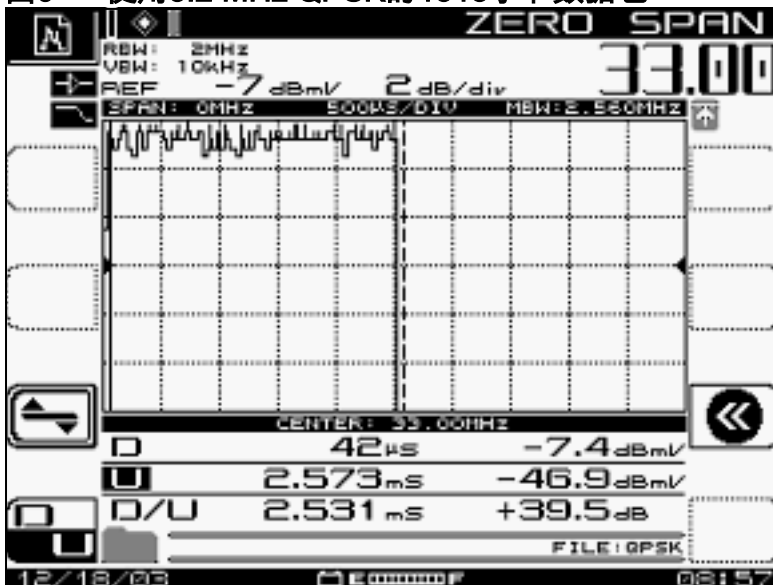 ZERO SPAN
RBW: 2MHz
VBW: 10kHz
33.00
REF -7 dBmV 2 dB/div
SPAN: 0MHz 500µS/DIV MBW:2.560MHz
CENTER: 33.00MHz
D 42µs -7.4dBmV
U 2.573ms -46.9dBmV
D/U 2.531ms +39.5dB
FILE:QPSK
12/18/03 E F 08:57